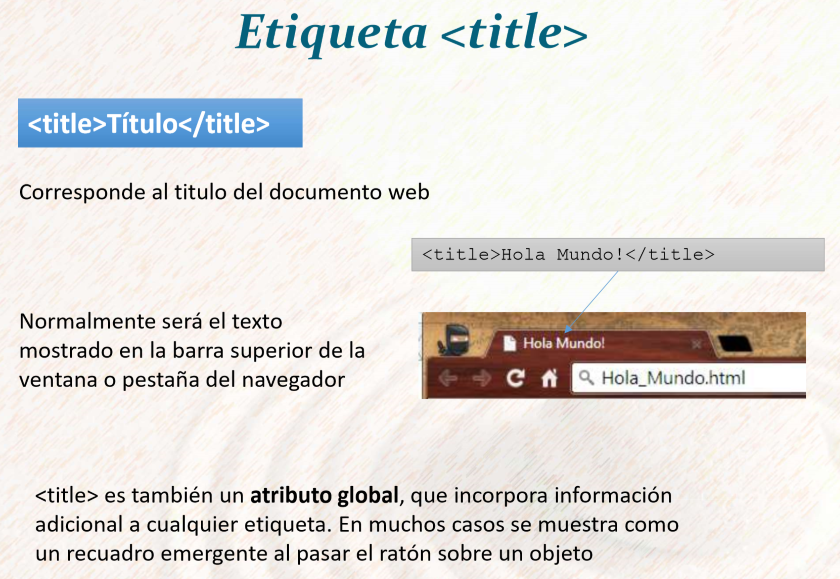 Etiqueta <title>
<title>Título</title>
Corresponde al titulo del documento web
<title>Hola Mundo!</title>
Normalmente será el texto
mostrado en la barra superior de la
ventana o pestaña del navegador
Hola Mundo!
Hola_Mundo.html
<title> es también un atributo global, que incorpora información
adicional a cualquier etiqueta. En muchos casos se muestra como
un recuadro emergente al pasar el ratón sobre un objeto